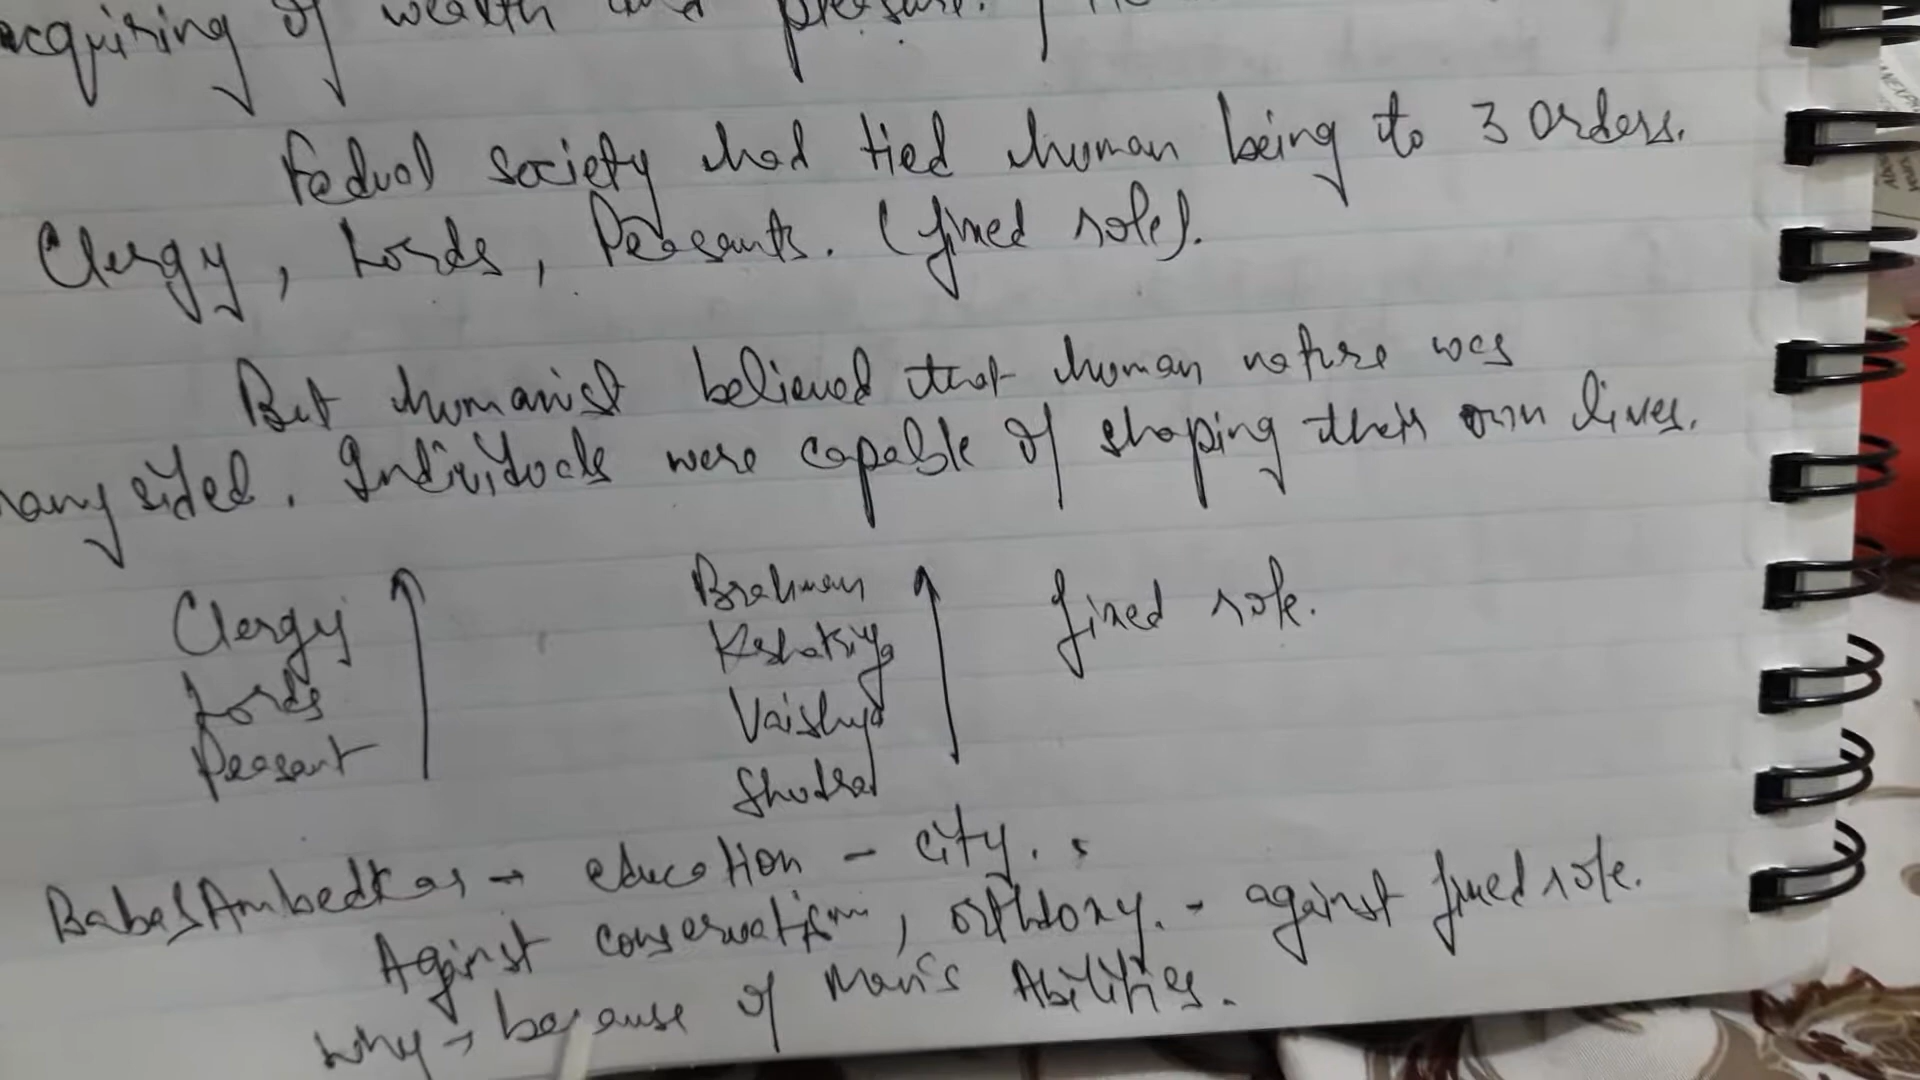 acquiring of wealth and pleasure.
Fedual society had tied human being to 3 orders.
Clergy, Lords, Peasants. (fixed role).
But humanist believed that human nature was
many sided. Individuals were capable of shaping their own lives.
Clergy
Lords
Peasant
Brahman
Kshatriya
Vaishya
Shudra
fixed role.
BabaSAmbedkar → education - city.
Against conservatism, orthdoxy. - against fixed role.
Why → because of Man's Abilities.